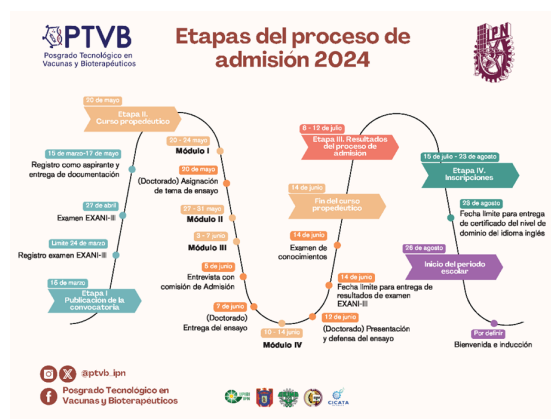 PTVB
Posgrado Tecnológico en
Vacunas y Bioterapéuticos
Etapas del proceso de
admisión 2024
IPN
20 de mayo
Etapa II.
Curso propedéutico
15 de marzo-17 de mayo
Registro como aspirante y
entrega de documentación
27 de abril
Examen EXANI-III
Limite 24 de marzo
Registro examen EXANI-III
15 de marzo
Etapa I
Publicación de la
convocatoria
20 - 24 mayo
Módulo I
20 de mayo
(Doctorado) Asignación
de tema de ensayo
27 - 31 mayo
Módulo II
3 - 7 junio
Módulo III
5 de junio
Entrevista con
comisión de Admisión
7 de junio
(Doctorado)
Entrega del ensayo
10 - 14 junio
Módulo IV
6 - 12 de julio
Etapa III. Resultados
del proceso de
admisión
14 de junio
Fin del curso
propedéutico
14 de junio
Examen de
conocimientos
14 de junio
Fecha límite para entrega de
resultados de examen
EXANI-III
12 de junio
(Doctorado) Presentación
y defensa del ensayo
15 de julio - 23 de agosto
Etapa IV.
Inscripciones
23 de agosto
Fecha límite para entrega
de certificado del nivel de
dominio del idioma inglés
26 de agosto
Inicio del periodo
escolar
Por definir
Bienvenida e inducción
@ptvb_ipn
Posgrado Tecnológico en
Vacunas y Bioterapeuticos
CICATA